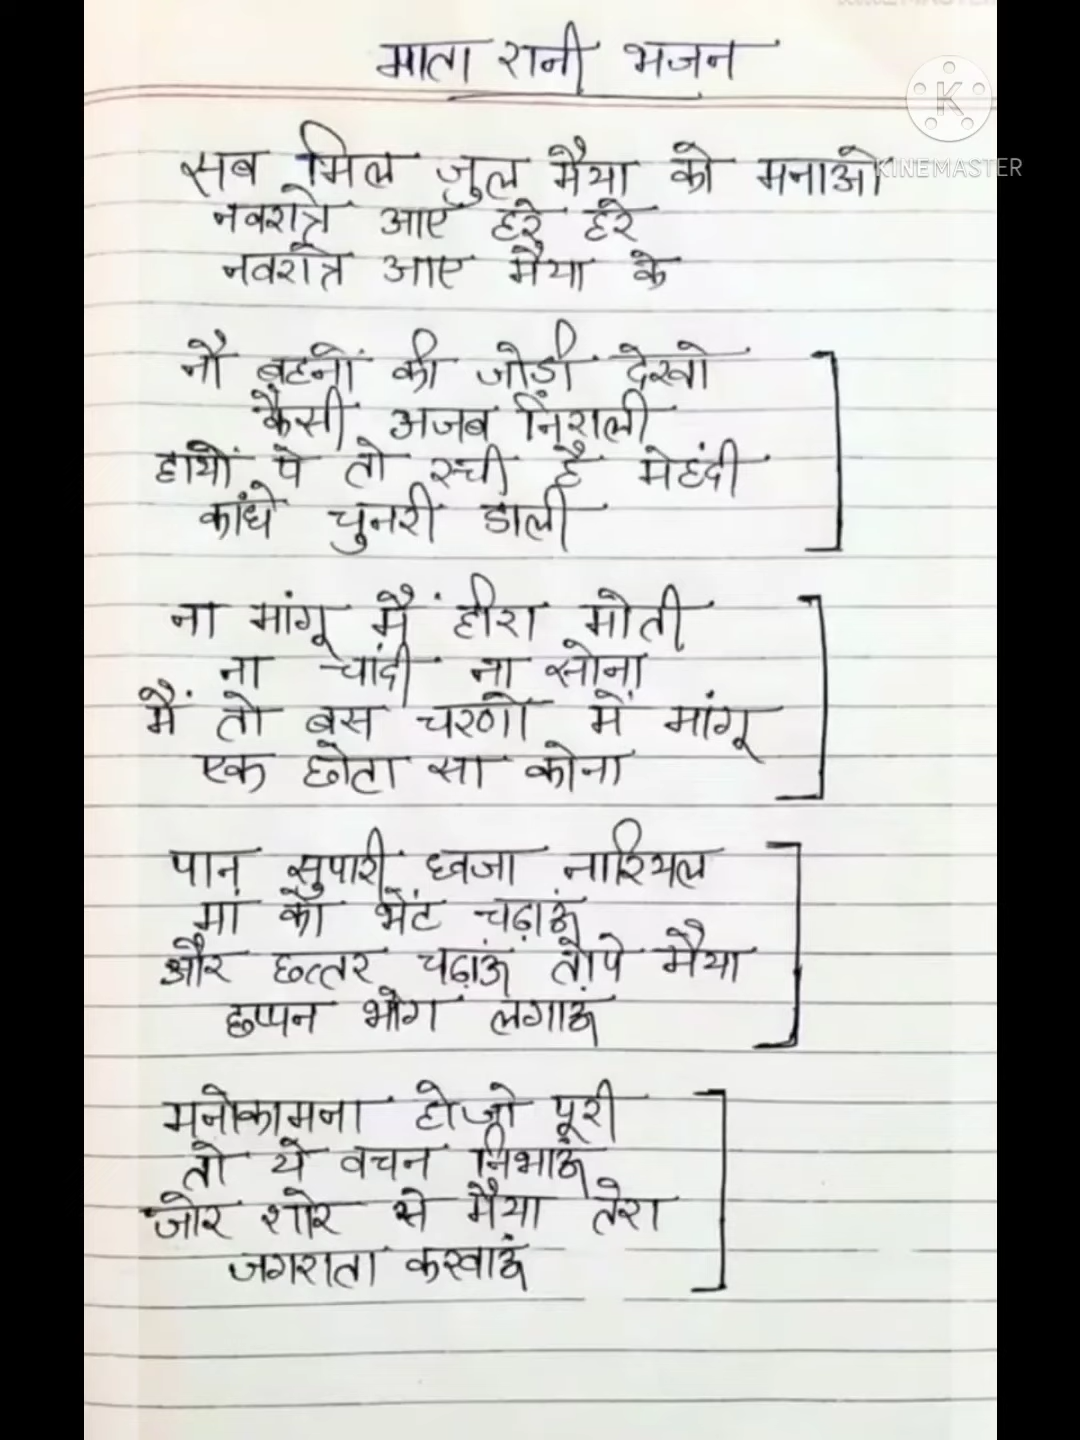 माता रानी भजन
KINEMASTER
सब मिल जुल मैया को मनाओ
नवरात्रे आए हरे हरे
नवरात्रे आए मैया के
नौ बहनों की जोड़ी देखो
कैसी अजब निराली
हाथों पे तो रची है मेहंदी
कांधे चुनरी डाली
ना मांगू मैं हीरा मोती
ना चांदी ना सोना
मैं तो बस चरणों में मांगू
एक छोटा सा कोना
पान सुपारी ध्वजा नारियल
मां की भेंट चढ़ाऊं
और छत्तर चढ़ाऊं तोपे मैया
छप्पन भोग लगाऊं
मनोकामना होजो पूरी
तो ये वचन निभाऊं
जोर शोर से मैया तेरा
जगराता करवाऊं